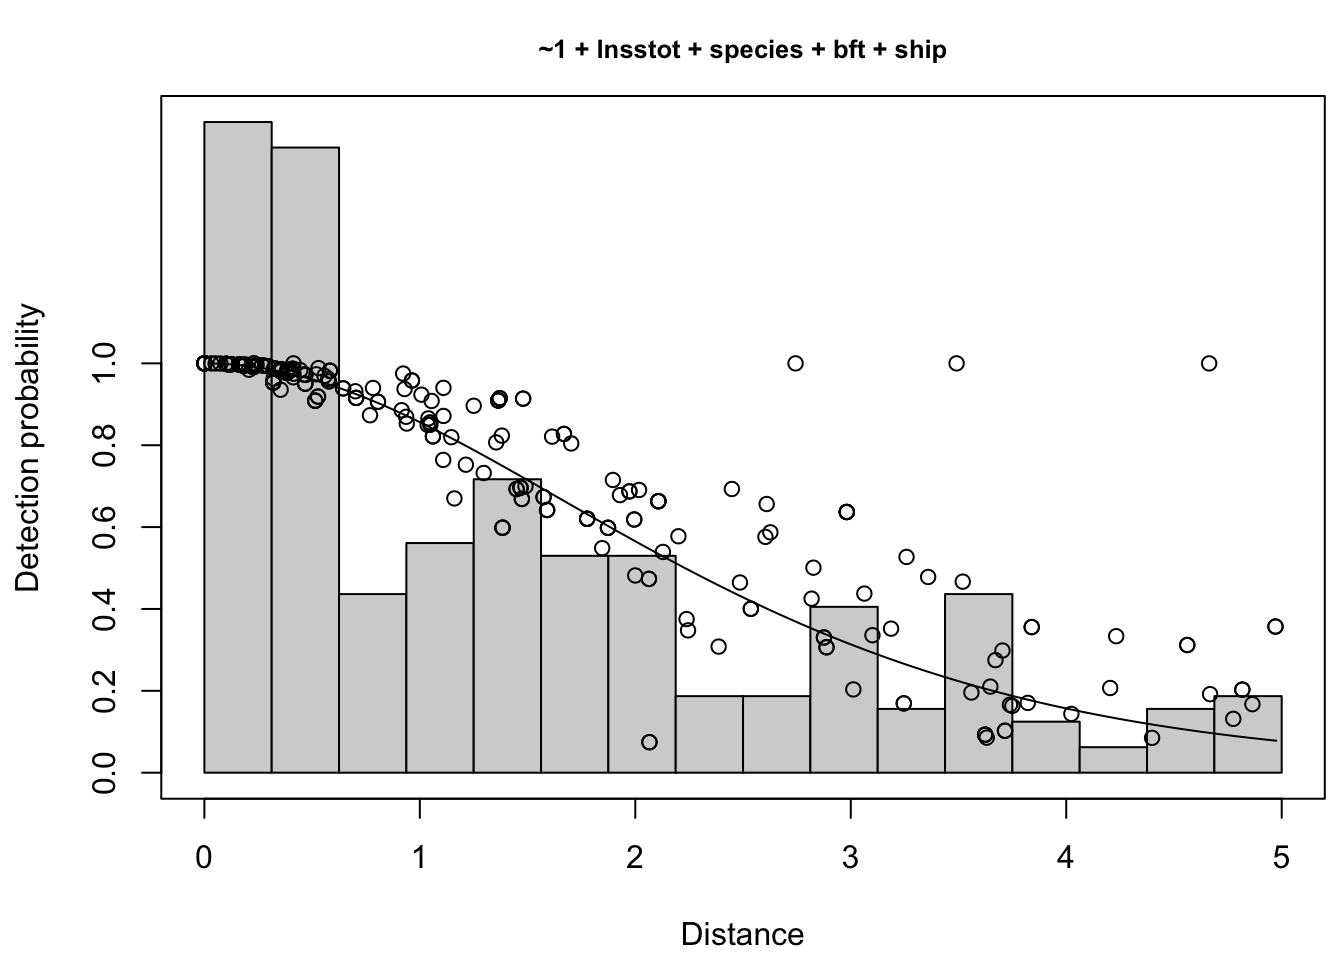 ~1 + lnsstot + species + bft + ship
Detection probability
1.0
0.8
0.6
0.4
0.2
0.0
0 1 2 3 4 5
Distance